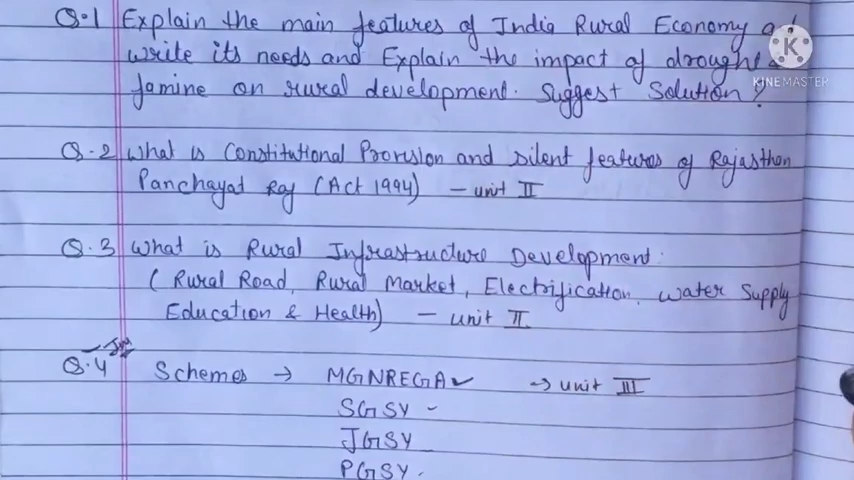 Q.1 Explain the main features of India Rural Economy
write its needs and Explain the impact of drought &
famine on rural development. Suggest Solution?
KINEMASTER
Q.2 What is Constitutional Provision and Silent features of Rajasthan
Panchayat Raj (Act 1994) – unit II
Q.3 What is Rural Infrastructure Development.
(Rural Road, Rural Market, Electrification, Water Supply
Education & Health) – unit II
Q.4 Schemes → MGNREGA ✓ → unit III
SGSY
JGSY
PGSY